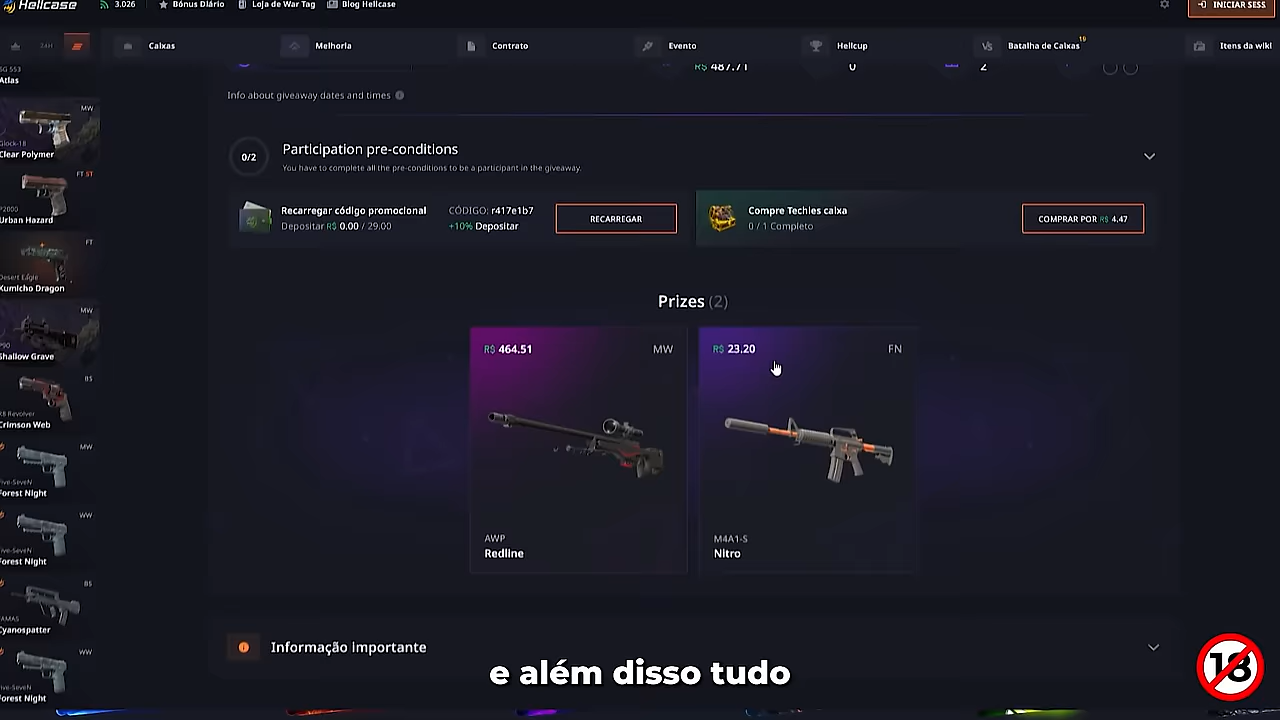 Hellcase
3.026
Bônus Diário
Loja de War Tag
Blog Hellcase
INICIAR SESS
24H
Caixas
Melhoria
Contrato
Evento
Hellcup
Batalha de Caixas
19
Itens da wiki
SG 553
Atlas
MW
Glock-18
Clear Polymer
FT ST
P2000
Urban Hazard
FT
Desert Eagle
Kumicho Dragon
MW
P90
Shallow Grave
BS
R8 Revolver
Crimson Web
MW
Five-SeveN
Forest Night
WW
Five-SeveN
Forest Night
BS
FAMAS
Cyanospatter
WW
Five-SeveN
Forest Night
R$ 487.71
0
2
Info about giveaway dates and times
0/2
Participation pre-conditions
You have to complete all the pre-conditions to be a participant in the giveaway.
Recarregar código promocional
Depositar R$ 0.00 / 29.00
CÓDIGO: r417e1b7
+10% Depositar
RECARREGAR
Compre Techies caixa
0 / 1 Completo
COMPRAR POR R$ 4.47
Prizes (2)
R$ 464.51
MW
AWP
Redline
R$ 23.20
FN
M4A1-S
Nitro
Informação Importante
e além disso tudo
18